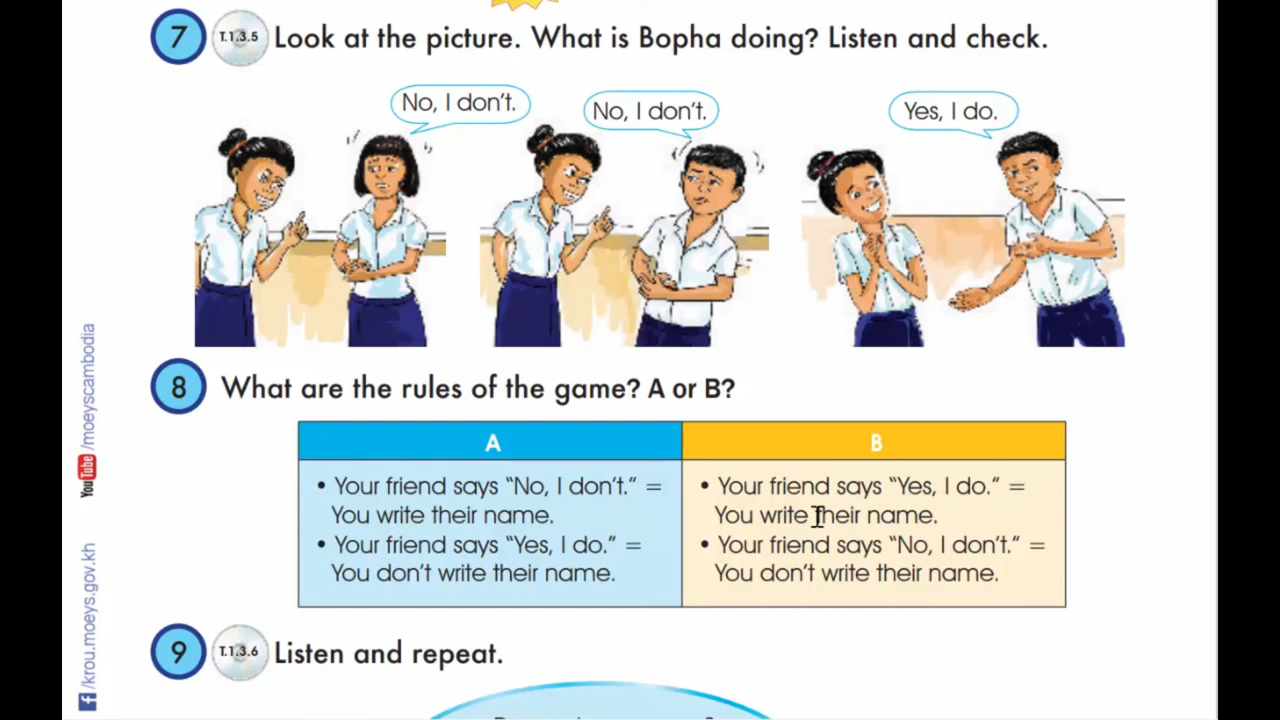 7 T.1.3.5 Look at the picture. What is Bopha doing? Listen and check.
No, I don't.
No, I don't.
Yes, I do.
8 What are the rules of the game? A or B?
A
• Your friend says “No, I don't.” =
You write their name.
• Your friend says “Yes, I do.” =
You don't write their name.
B
• Your friend says “Yes, I do.” =
You write their name.
• Your friend says “No, I don't.” =
You don't write their name.
9 T.1.3.6 Listen and repeat.
YouTube /moeyscambodia
f /krou.moeys.gov.kh